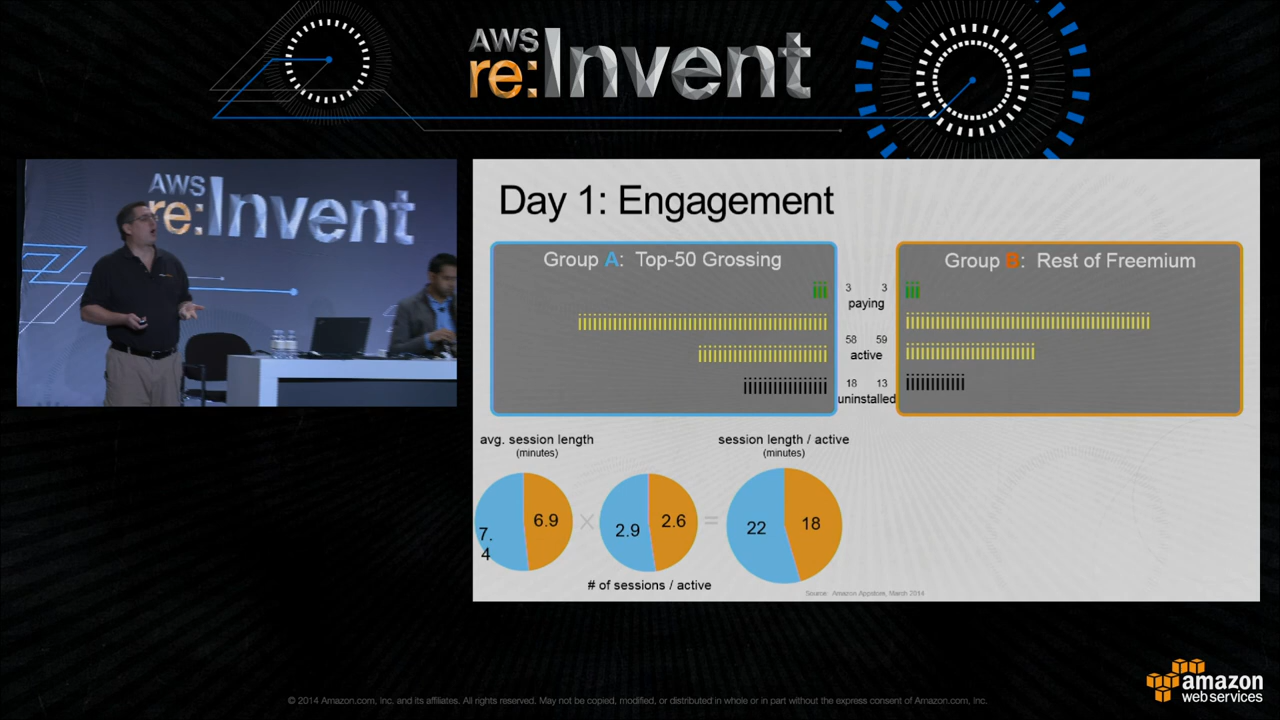 AWS
re:Invent
AWS
re:Invent
Day 1: Engagement
Group A: Top-50 Grossing
3 3
paying
58 59
active
18 13
uninstalled
Group B: Rest of Freemium
avg. session length
(minutes)
session length / active
(minutes)
7.
4
6.9
×
2.9
2.6
=
22
18
# of sessions / active
Source: Amazon Appstore, March 2014
© 2014 Amazon.com, Inc. and its affiliates. All rights reserved. May not be copied, modified, or distributed in whole or in part without the express consent of Amazon.com, Inc.
amazon
web services